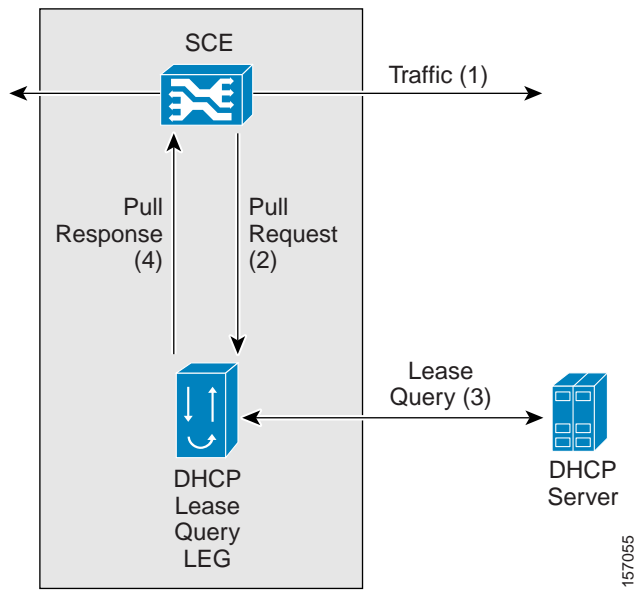 SCE
Traffic (1)
Pull
Response
(4)
Pull
Request
(2)
Lease
Query (3)
DHCP
Lease
Query
LEG
DHCP
Server
157055